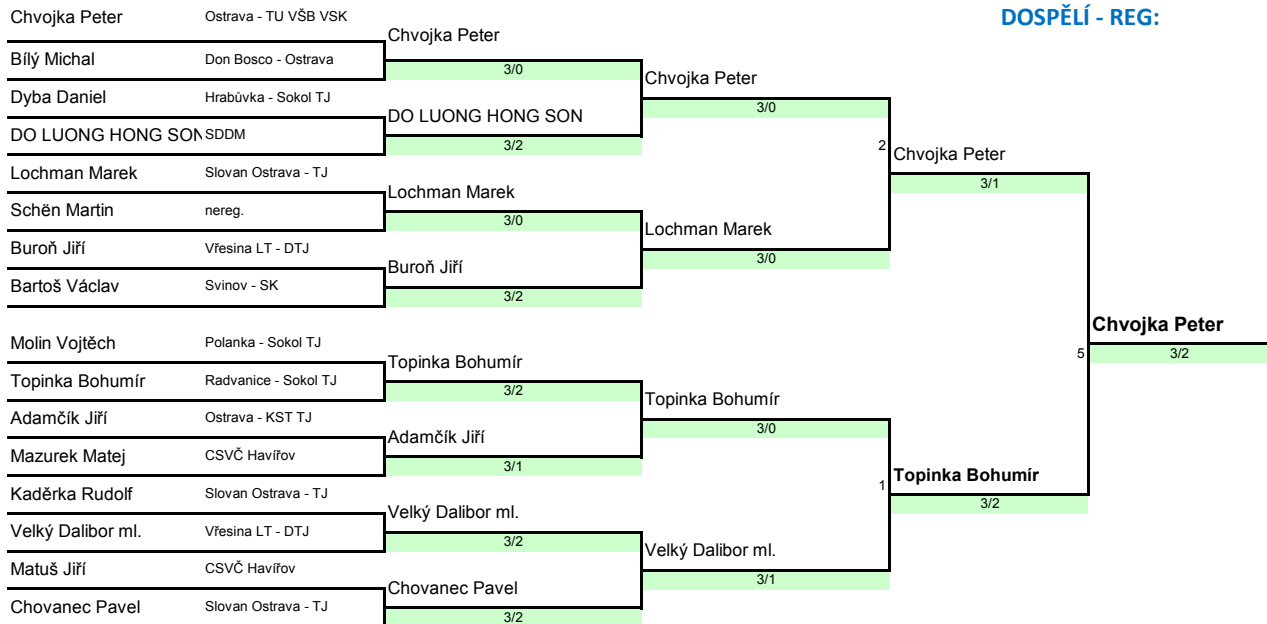 DOSPĚLÍ - REG:
Chvojka Peter Ostrava - TU VŠB VSK
Chvojka Peter
Bílý Michal Don Bosco - Ostrava
3/0
Chvojka Peter
Dyba Daniel Hrabůvka - Sokol TJ
3/0
DO LUONG HONG SON
DO LUONG HONG SON SDDM
3/2
2
Chvojka Peter
Lochman Marek Slovan Ostrava - TJ
3/1
Lochman Marek
Schën Martin nereg.
3/0
Lochman Marek
Buroň Jiří Vřesina LT - DTJ
3/0
Buroň Jiří
Bartoš Václav Svinov - SK
3/2
Chvojka Peter
Molin Vojtěch Polanka - Sokol TJ
5
3/2
Topinka Bohumír
Topinka Bohumír Radvanice - Sokol TJ
3/2
Topinka Bohumír
Adamčík Jiří Ostrava - KST TJ
3/0
Adamčík Jiří
Mazurek Matej CSVČ Havířov
3/1
Topinka Bohumír
1
Kaděrka Rudolf Slovan Ostrava - TJ
3/2
Velký Dalibor ml.
Velký Dalibor ml. Vřesina LT - DTJ
3/2
Velký Dalibor ml.
Matuš Jiří CSVČ Havířov
3/1
Chovanec Pavel
Chovanec Pavel Slovan Ostrava - TJ
3/2